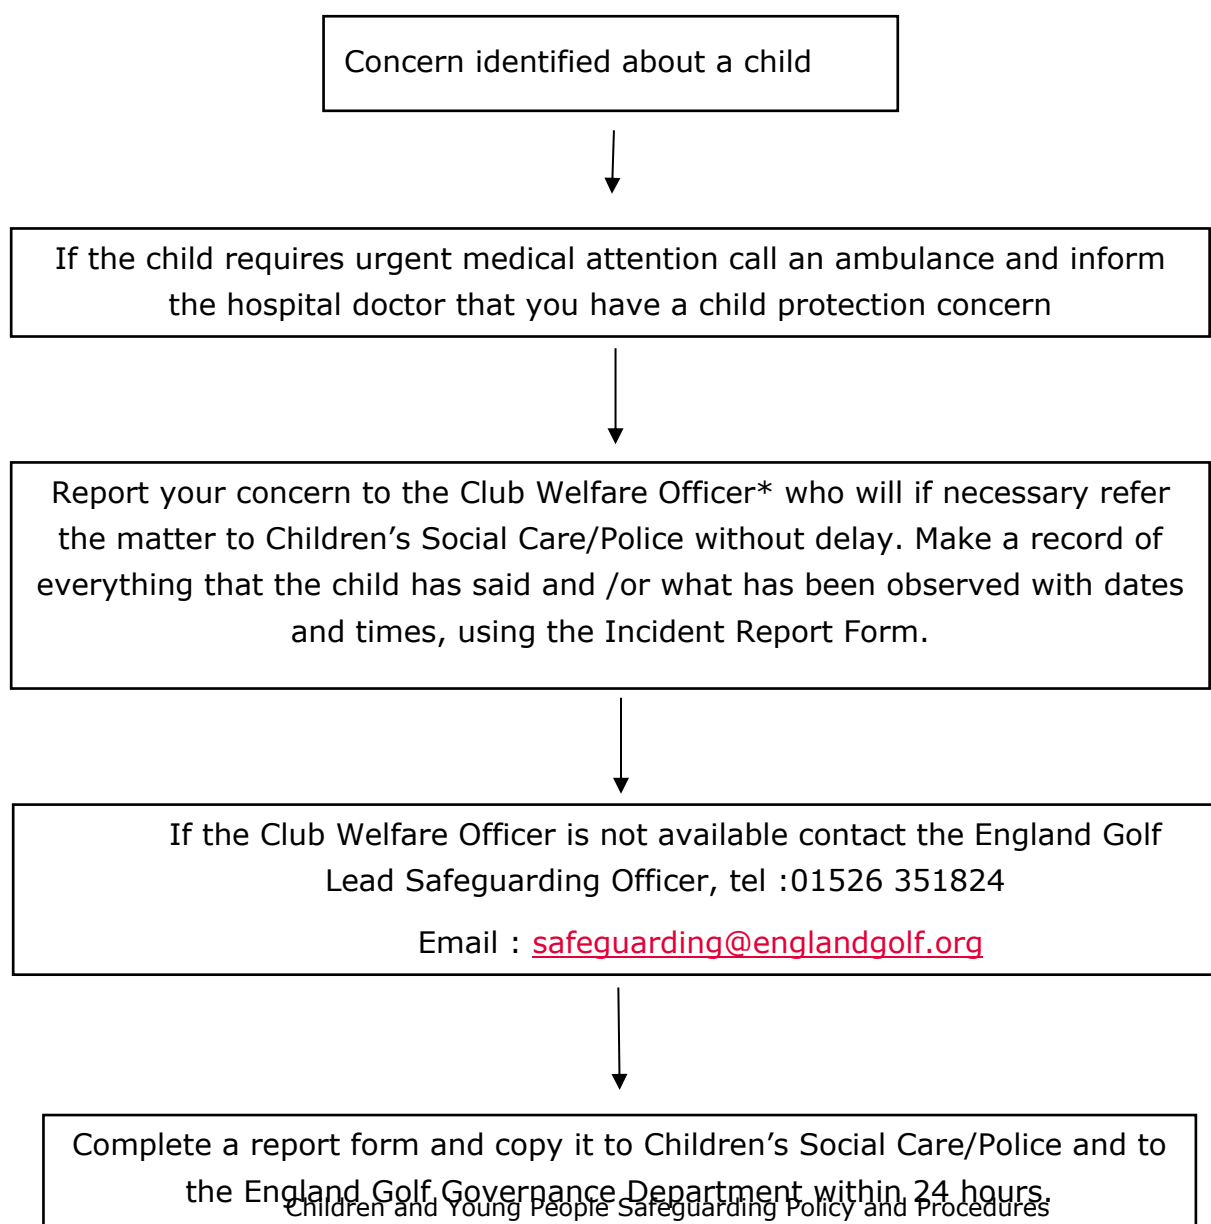 Concern identified about a child
If the child requires urgent medical attention call an ambulance and inform
the hospital doctor that you have a child protection concern
Report your concern to the Club Welfare Officer* who will if necessary refer
the matter to Children’s Social Care/Police without delay. Make a record of
everything that the child has said and /or what has been observed with dates
and times, using the Incident Report Form.
If the Club Welfare Officer is not available contact the England Golf
Lead Safeguarding Officer, tel :01526 351824
Email : safeguarding@englandgolf.org
Complete a report form and copy it to Children’s Social Care/Police and to
the England Golf Governance Department within 24 hours.
Children and Young People Safeguarding Policy and Procedures